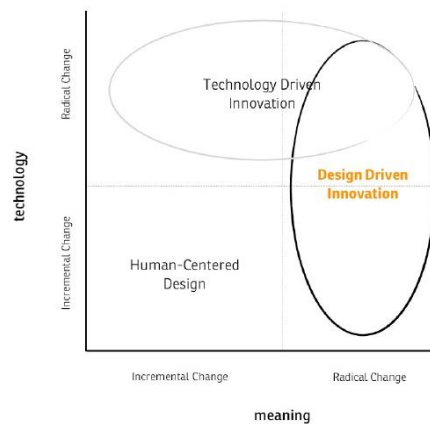 Radical Change
Technology Driven
Innovation
technology
Design Driven
Innovation
Incremental Change
Human-Centered
Design
Incremental Change
Radical Change
meaning